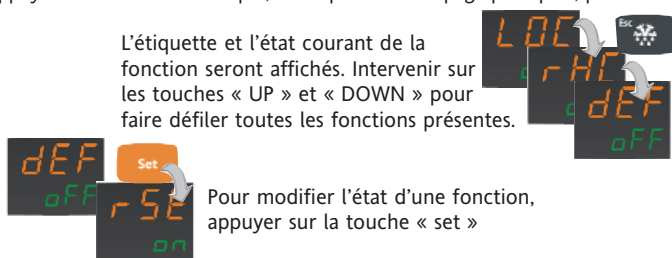 L'étiquette et l'état courant de la
fonction seront affichés. Intervenir sur
les touches « UP » et « DOWN » pour
faire défiler toutes les fonctions présentes.
LOC
Esc
rHC
dEF
oFF
dEF
oFF
Set
rSE
on
Pour modifier l'état d'une fonction,
appuyer sur la touche « set »